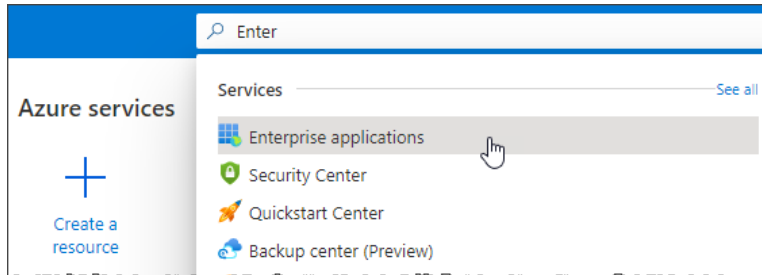 Enter
Services
See all
Azure services
Enterprise applications
Security Center
Quickstart Center
Create a
resource
Backup center (Preview)